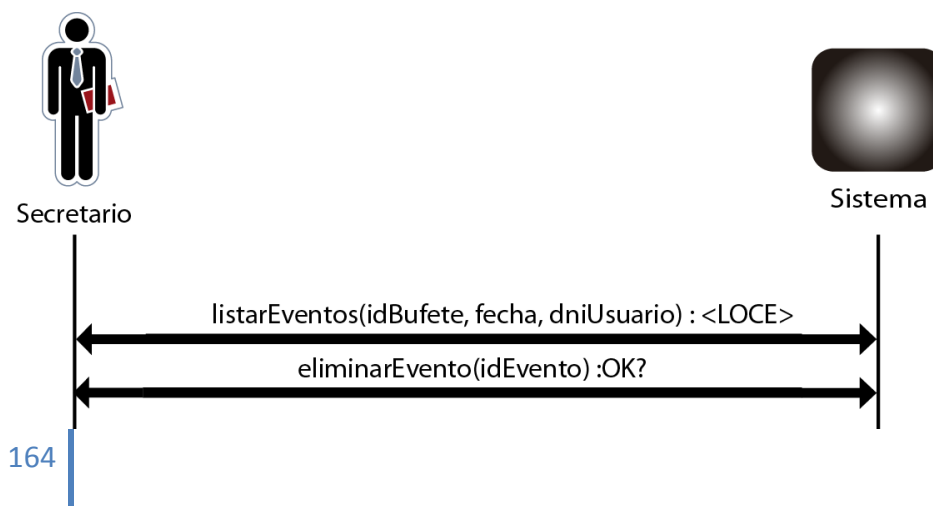 Secretario
Sistema
listarEventos(idBufete, fecha, dniUsuario) : <LOCE>
eliminarEvento(idEvento) :OK?
164